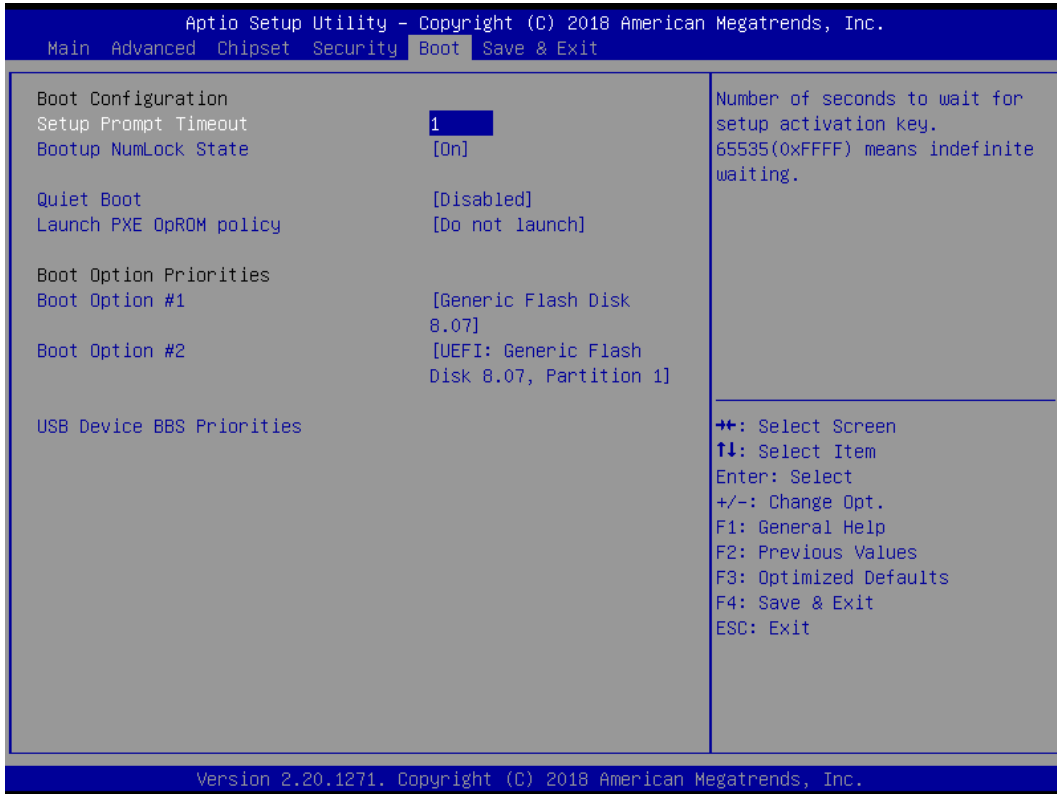 Aptio Setup Utility – Copyright (C) 2018 American Megatrends, Inc.
Main Advanced Chipset Security Boot Save & Exit
Boot Configuration
Setup Prompt Timeout 1
Bootup NumLock State [On]
Quiet Boot [Disabled]
Launch PXE OpROM policy [Do not launch]
Boot Option Priorities
Boot Option #1 [Generic Flash Disk
8.07]
Boot Option #2 [UEFI: Generic Flash
Disk 8.07, Partition 1]
USB Device BBS Priorities
Number of seconds to wait for
setup activation key.
65535(0xFFFF) means indefinite
waiting.
→←: Select Screen
↑↓: Select Item
Enter: Select
+/-: Change Opt.
F1: General Help
F2: Previous Values
F3: Optimized Defaults
F4: Save & Exit
ESC: Exit
Version 2.20.1271. Copyright (C) 2018 American Megatrends, Inc.